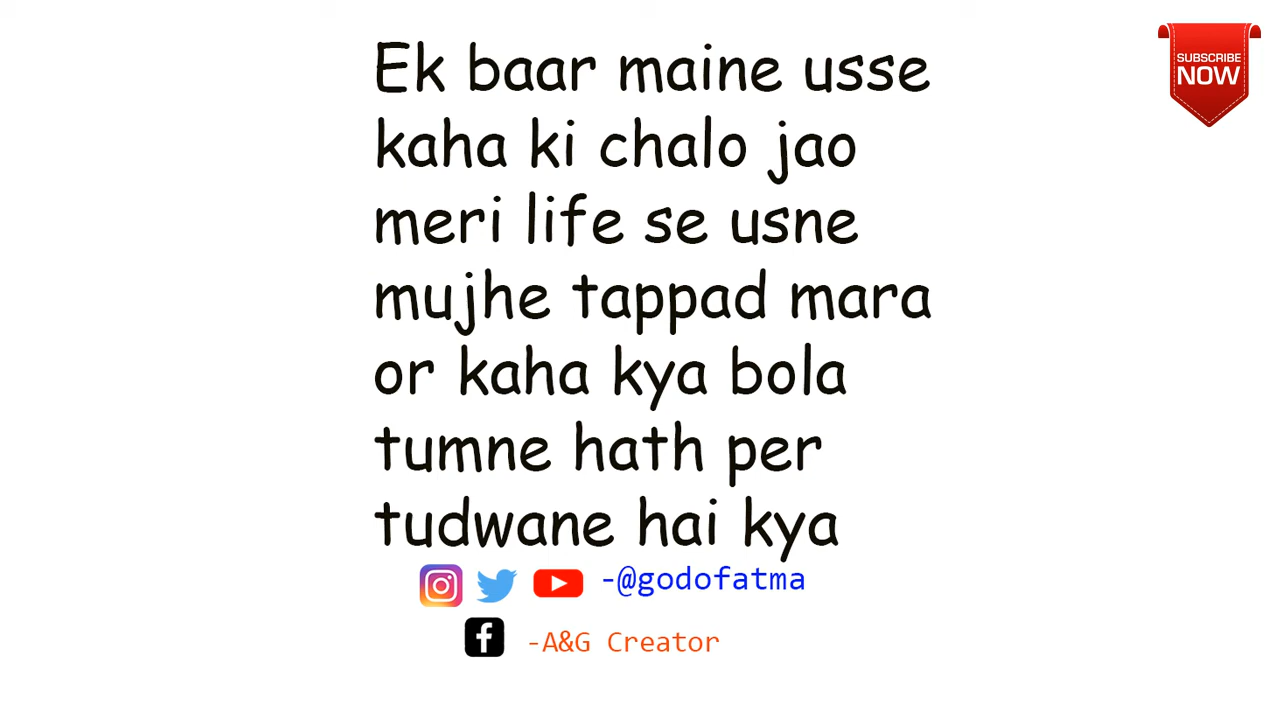 Ek baar maine usse
kaha ki chalo jao
meri life se usne
mujhe tappad mara
or kaha kya bola
tumne hath per
tudwane hai kya
-@godofatma
-A&G Creator
SUBSCRIBE
NOW